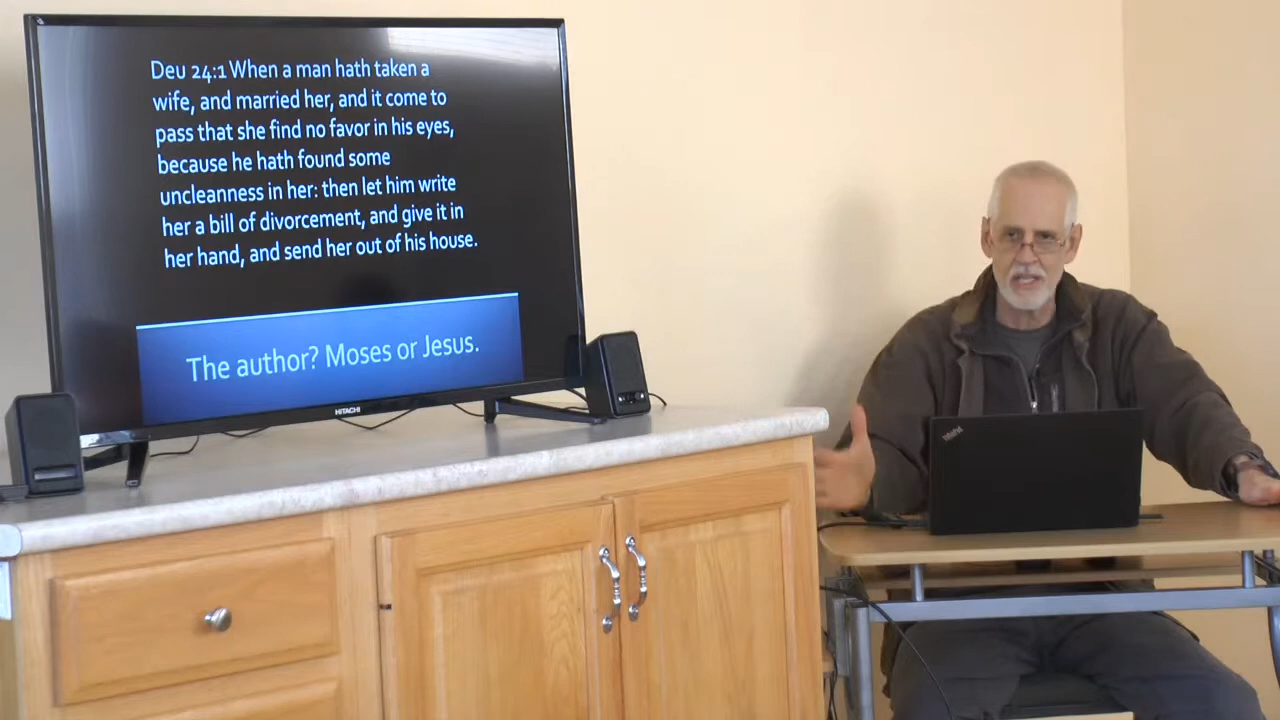 Deu 24:1 When a man hath taken a
wife, and married her, and it come to
pass that she find no favor in his eyes,
because he hath found some
uncleanness in her: then let him write
her a bill of divorcement, and give it in
her hand, and send her out of his house.
The author? Moses or Jesus.
HITACHI
ThinkPad